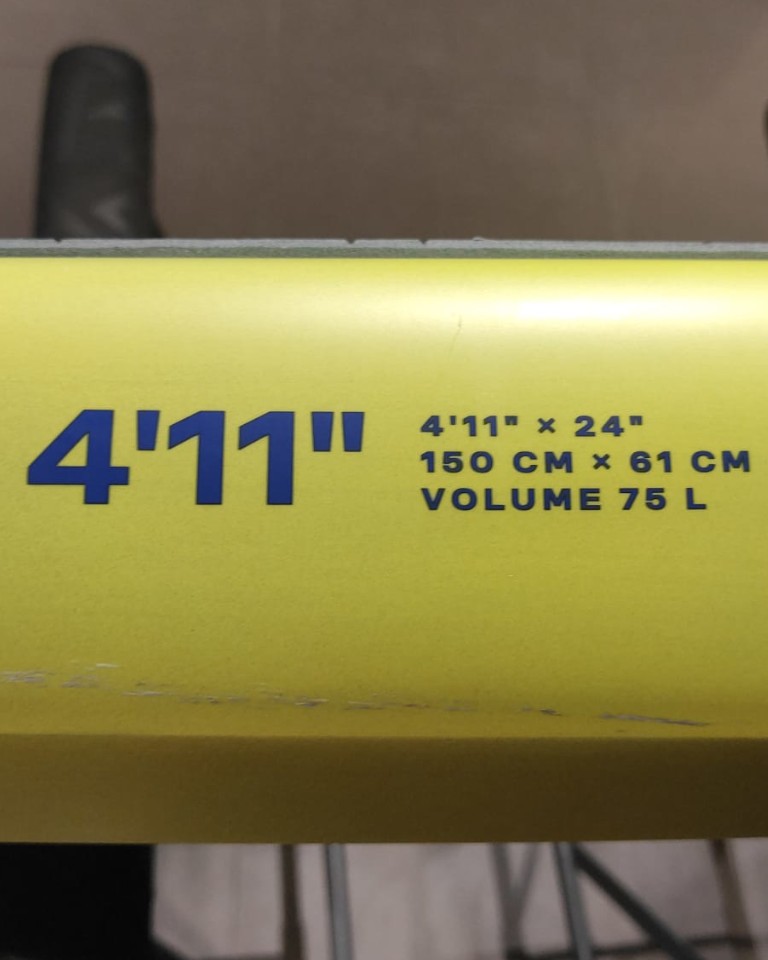 4'11"
4'11" × 24"
150 CM × 61 CM
VOLUME 75 L